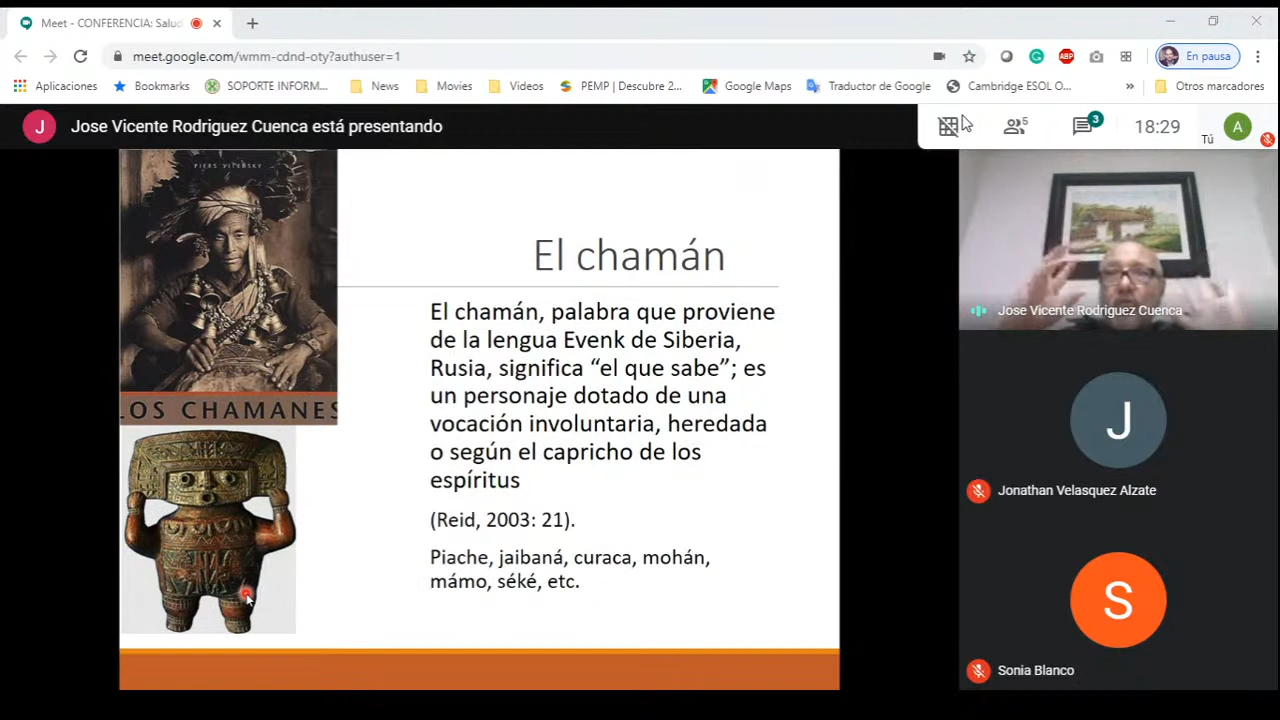 Meet - CONFERENCIA: Salud
meet.google.com/wmm-cdnd-oty?authuser=1
En pausa
Aplicaciones
Bookmarks
SOPORTE INFORM...
News
Movies
Videos
PEMP | Descubre 2...
Google Maps
Traductor de Google
Cambridge ESOL O...
»
Otros marcadores
J
Jose Vicente Rodriguez Cuenca está presentando
5
3
18:29
Tú
A
PIERS VITEBSKY
LOS CHAMANES
El chamán
El chamán, palabra que proviene
de la lengua Evenk de Siberia,
Rusia, significa “el que sabe”; es
un personaje dotado de una
vocación involuntaria, heredada
o según el capricho de los
espíritus
(Reid, 2003: 21).
Piache, jaibaná, curaca, mohán,
mámo, séké, etc.
Jose Vicente Rodriguez Cuenca
J
Jonathan Velasquez Alzate
S
Sonia Blanco
ABP